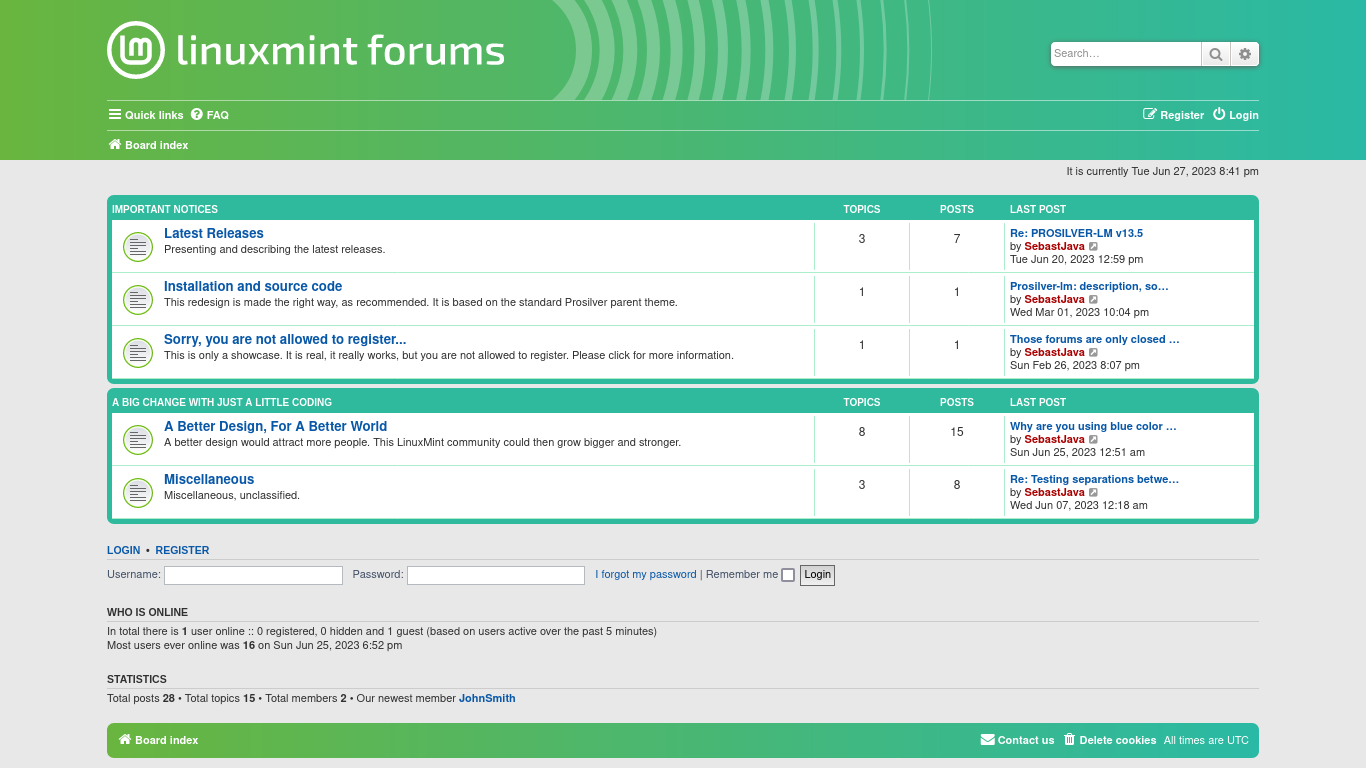 linuxmint forums
Search…
Quick links FAQ Register Login
Board index
It is currently Tue Jun 27, 2023 8:41 pm
IMPORTANT NOTICES TOPICS POSTS LAST POST
Latest Releases
Presenting and describing the latest releases.
3 7
Re: PROSILVER-LM v13.5
by SebastJava
Tue Jun 20, 2023 12:59 pm
Installation and source code
This redesign is made the right way, as recommended. It is based on the standard Prosilver parent theme.
1 1
Prosilver-lm: description, so…
by SebastJava
Wed Mar 01, 2023 10:04 pm
Sorry, you are not allowed to register...
This is only a showcase. It is real, it really works, but you are not allowed to register. Please click for more information.
1 1
Those forums are only closed …
by SebastJava
Sun Feb 26, 2023 8:07 pm
A BIG CHANGE WITH JUST A LITTLE CODING TOPICS POSTS LAST POST
A Better Design, For A Better World
A better design would attract more people. This LinuxMint community could then grow bigger and stronger.
8 15
Why are you using blue color …
by SebastJava
Sun Jun 25, 2023 12:51 am
Miscellaneous
Miscellaneous, unclassified.
3 8
Re: Testing separations betwe…
by SebastJava
Wed Jun 07, 2023 12:18 am
LOGIN • REGISTER
Username: Password: I forgot my password | Remember me Login
WHO IS ONLINE
In total there is 1 user online :: 0 registered, 0 hidden and 1 guest (based on users active over the past 5 minutes)
Most users ever online was 16 on Sun Jun 25, 2023 6:52 pm
STATISTICS
Total posts 28 • Total topics 15 • Total members 2 • Our newest member JohnSmith
Board index Contact us Delete cookies All times are UTC